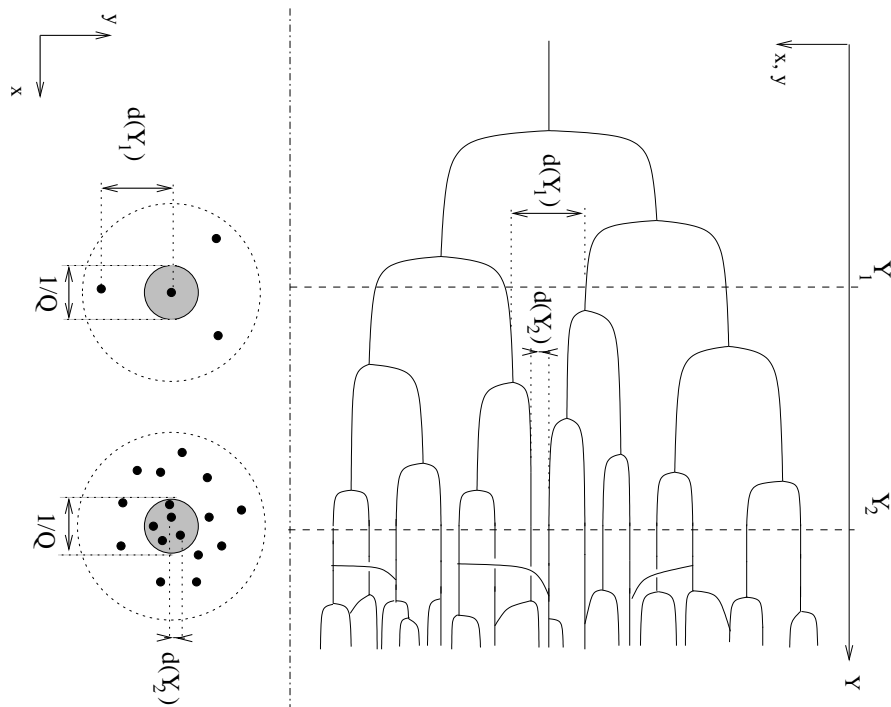 y
x
d(Y1)
1/Q
1/Q
d(Y2)
x, y
Y1
d(Y1)
d(Y2)
Y2
Y